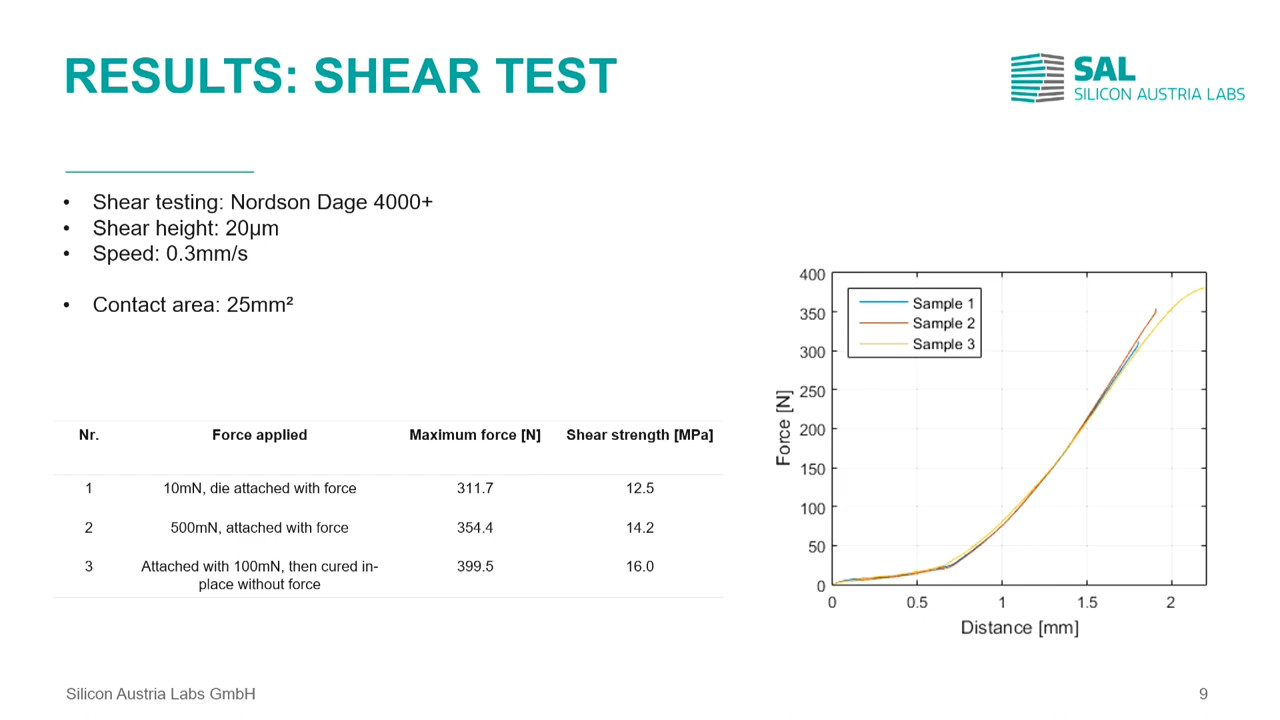 RESULTS: SHEAR TEST
SAL
SILICON AUSTRIA LABS
• Shear testing: Nordson Dage 4000+
• Shear height: 20µm
• Speed: 0.3mm/s
• Contact area: 25mm²
Nr. Force applied Maximum force [N] Shear strength [MPa]
1 10mN, die attached with force 311.7 12.5
2 500mN, attached with force 354.4 14.2
3 Attached with 100mN, then cured in-
place without force 399.5 16.0
400
350
300
250
200
150
100
50
0
Force [N]
Sample 1
Sample 2
Sample 3
0 0.5 1 1.5 2
Distance [mm]
Silicon Austria Labs GmbH
9